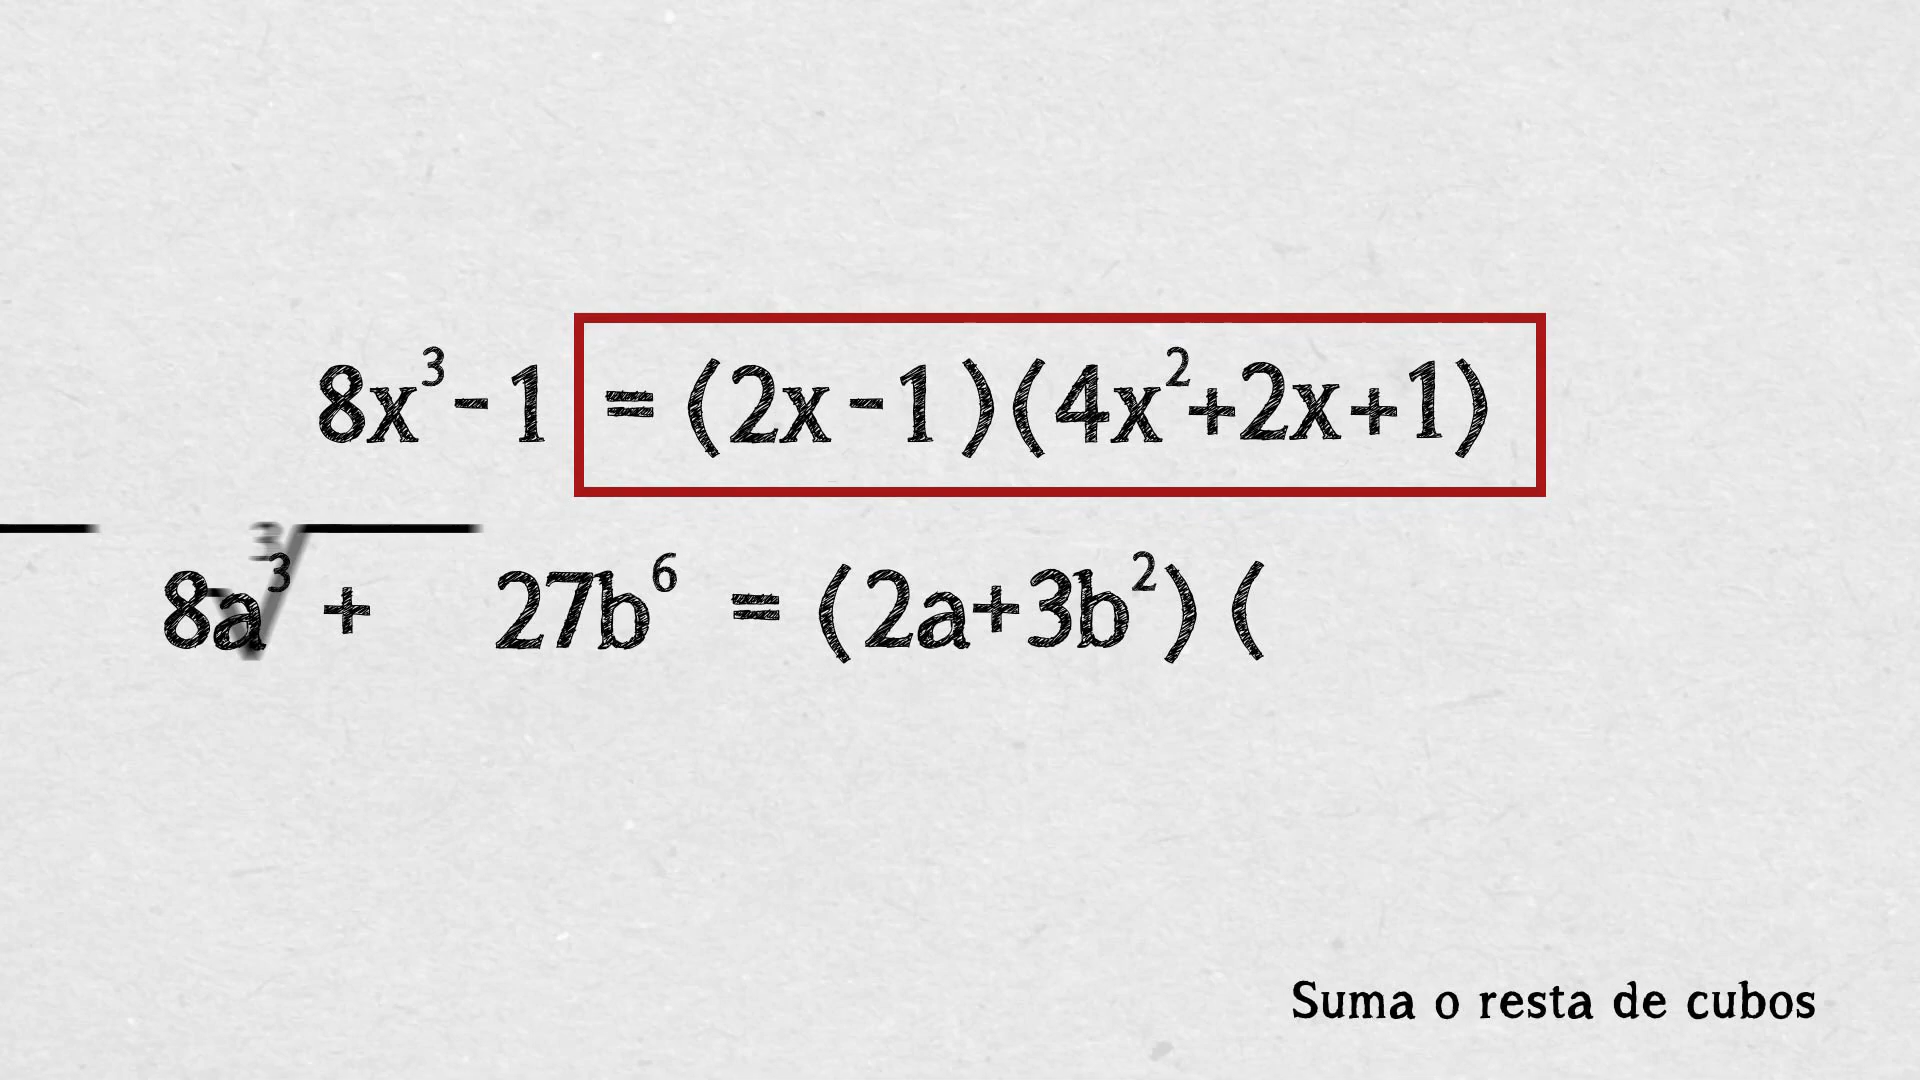 8x³-1 = (2x-1)(4x²+2x+1)
8a³ + 27b⁶ = (2a+3b²)(
Suma o resta de cubos